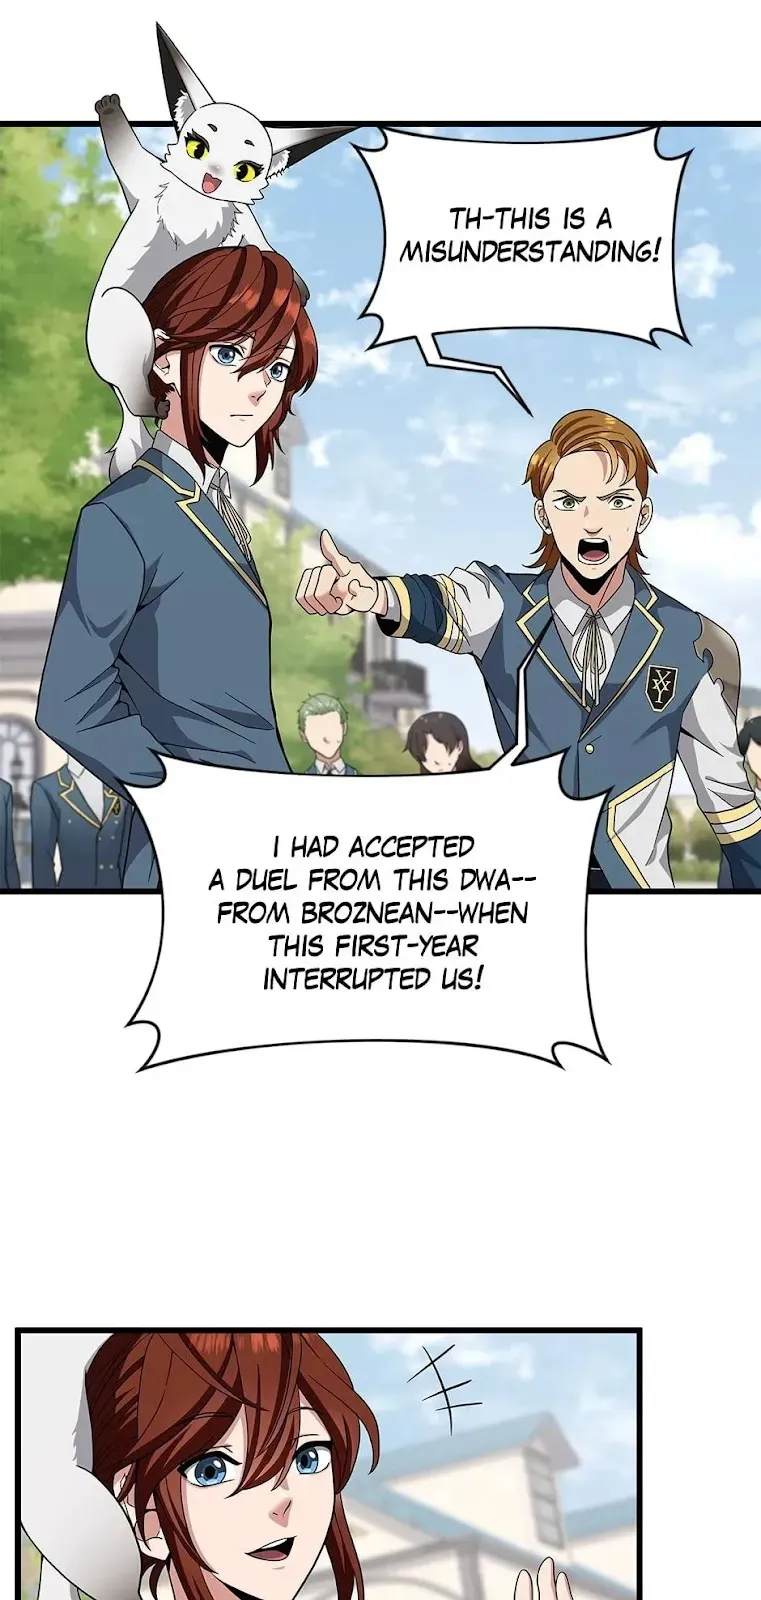 TH-THIS IS A
MISUNDERSTANDING!
I HAD ACCEPTED
A DUEL FROM THIS DWA--
FROM BROZNEAN--WHEN
THIS FIRST-YEAR
INTERRUPTED US!